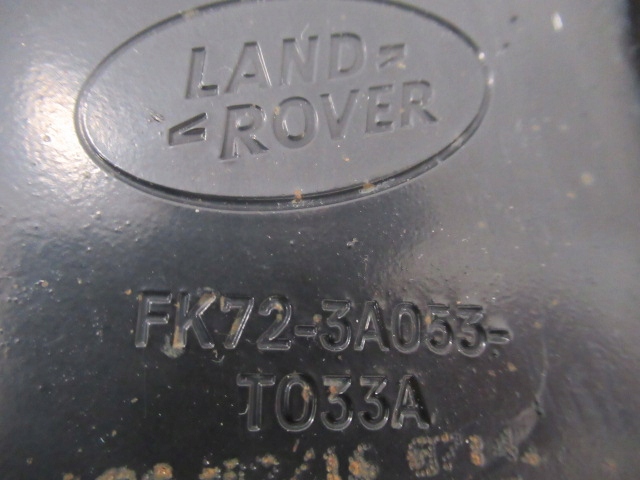 LAND
ROVER
FK72-3A053-
T033A